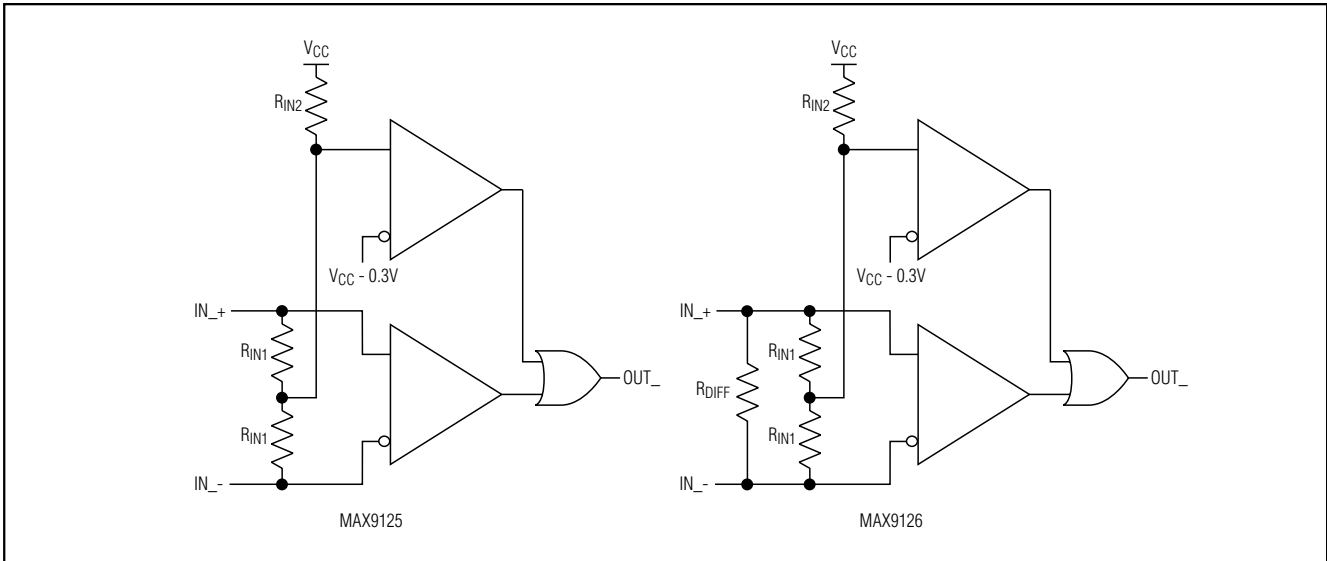 VCC
RIN2
VCC - 0.3V
IN_+
RIN1
RIN1
IN_-
OUT_
MAX9125
VCC
RIN2
VCC - 0.3V
IN_+
RDIFF
RIN1
RIN1
IN_-
OUT_
MAX9126